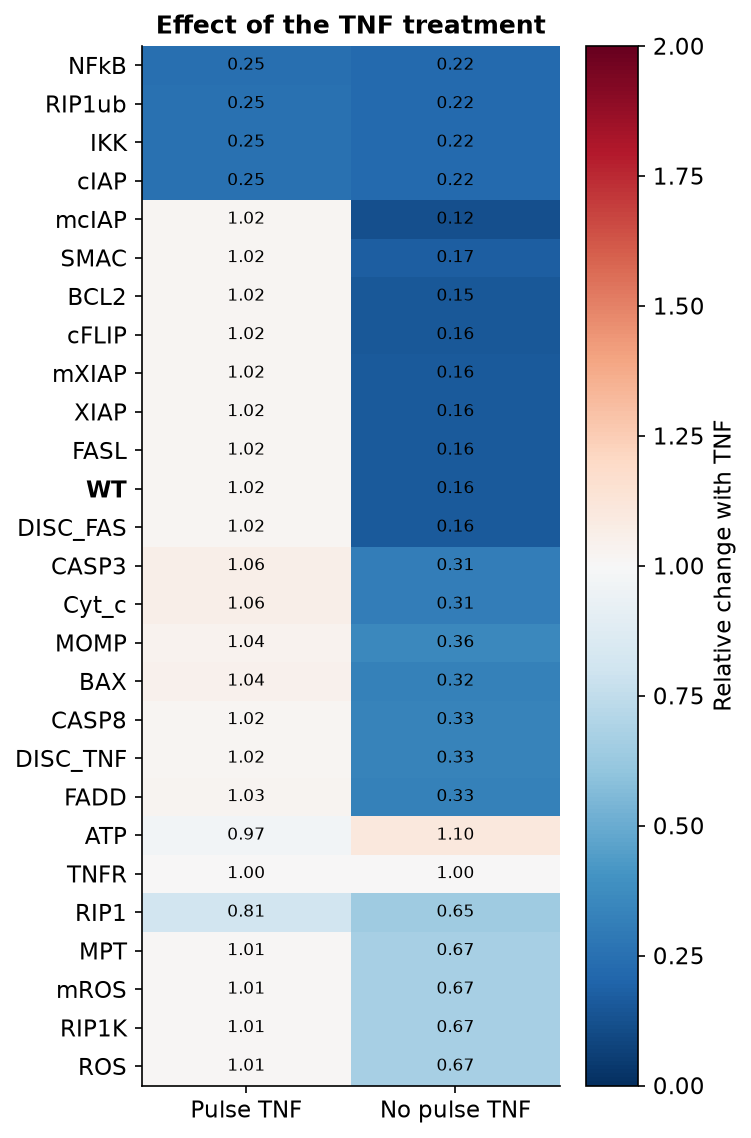 Effect of the TNF treatment
NFkB 0.25 0.22
RIP1ub 0.25 0.22
IKK 0.25 0.22
cIAP 0.25 0.22
mcIAP 1.02 0.12
SMAC 1.02 0.17
BCL2 1.02 0.15
cFLIP 1.02 0.16
mXIAP 1.02 0.16
XIAP 1.02 0.16
FASL 1.02 0.16
WT 1.02 0.16
DISC_FAS 1.02 0.16
CASP3 1.06 0.31
Cyt_c 1.06 0.31
MOMP 1.04 0.36
BAX 1.04 0.32
CASP8 1.02 0.33
DISC_TNF 1.02 0.33
FADD 1.03 0.33
ATP 0.97 1.10
TNFR 1.00 1.00
RIP1 0.81 0.65
MPT 1.01 0.67
mROS 1.01 0.67
RIP1K 1.01 0.67
ROS 1.01 0.67
Pulse TNF No pulse TNF
2.00
1.75
1.50
1.25
1.00
0.75
0.50
0.25
0.00
Relative change with TNF